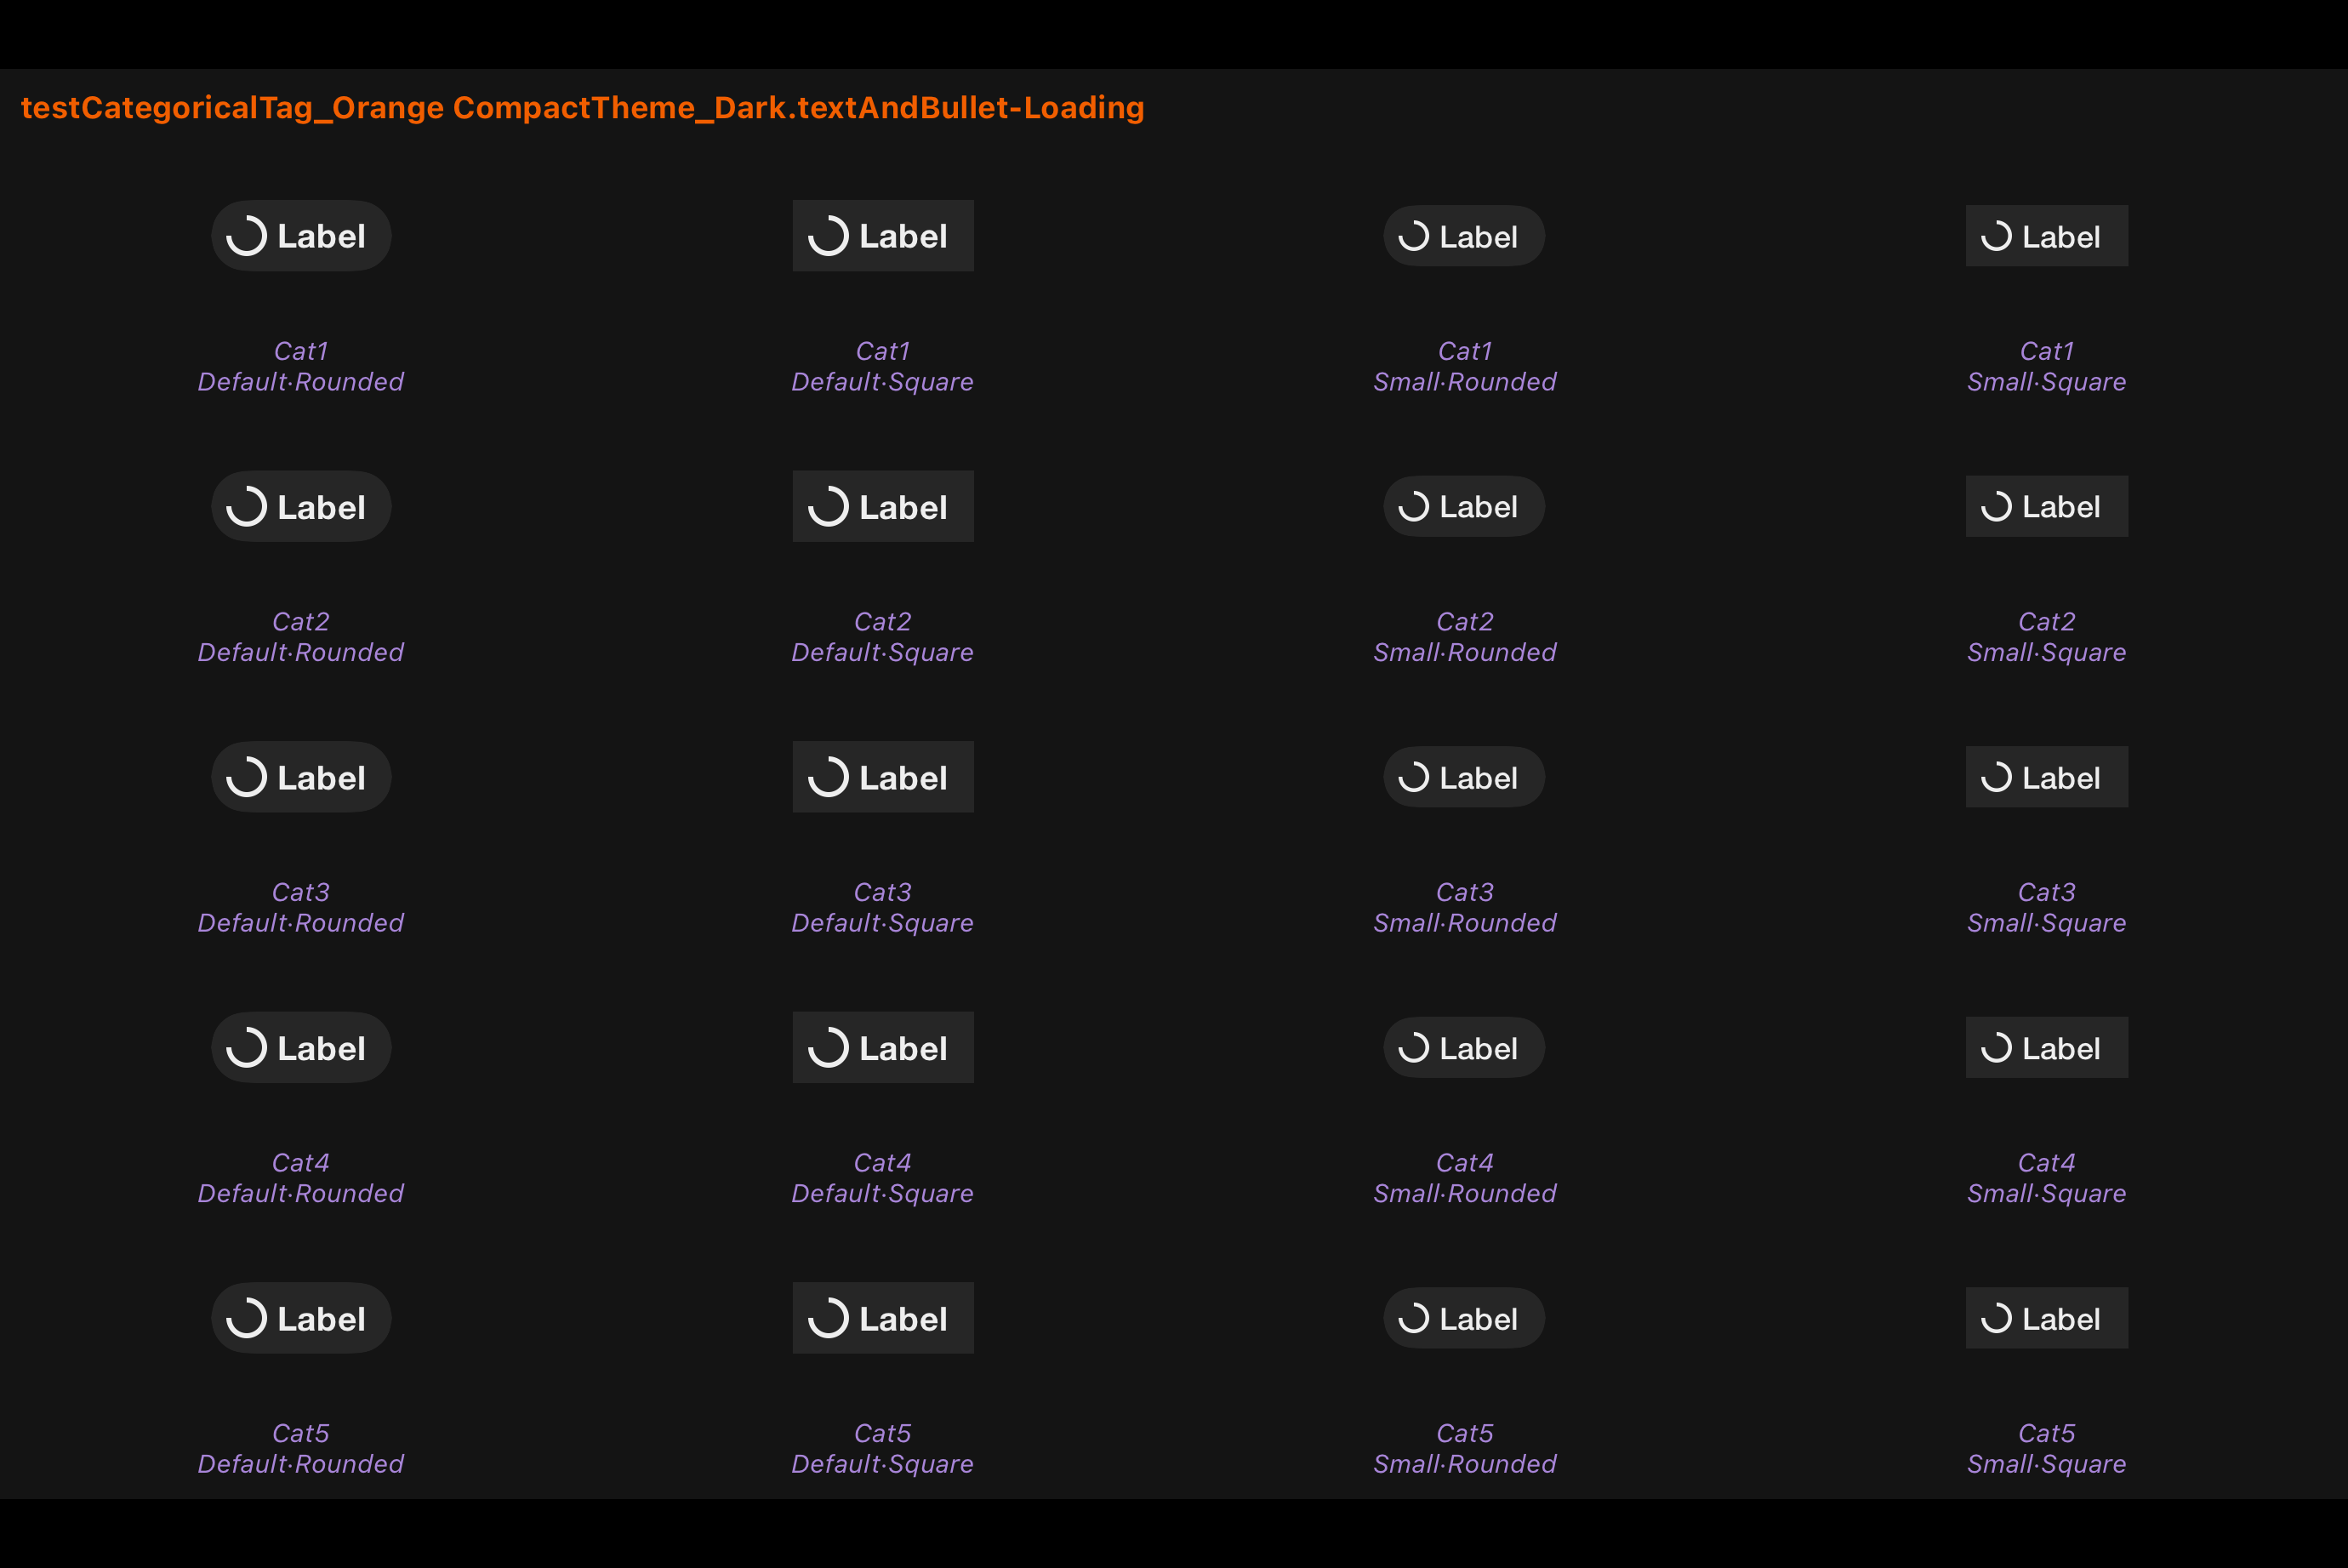 testCategoricalTag_Orange CompactTheme_Dark.textAndBullet-Loading
Label Label Label Label
Cat1 Cat1 Cat1 Cat1
Default·Rounded Default·Square Small·Rounded Small·Square
Label Label Label Label
Cat2 Cat2 Cat2 Cat2
Default·Rounded Default·Square Small·Rounded Small·Square
Label Label Label Label
Cat3 Cat3 Cat3 Cat3
Default·Rounded Default·Square Small·Rounded Small·Square
Label Label Label Label
Cat4 Cat4 Cat4 Cat4
Default·Rounded Default·Square Small·Rounded Small·Square
Label Label Label Label
Cat5 Cat5 Cat5 Cat5
Default·Rounded Default·Square Small·Rounded Small·Square